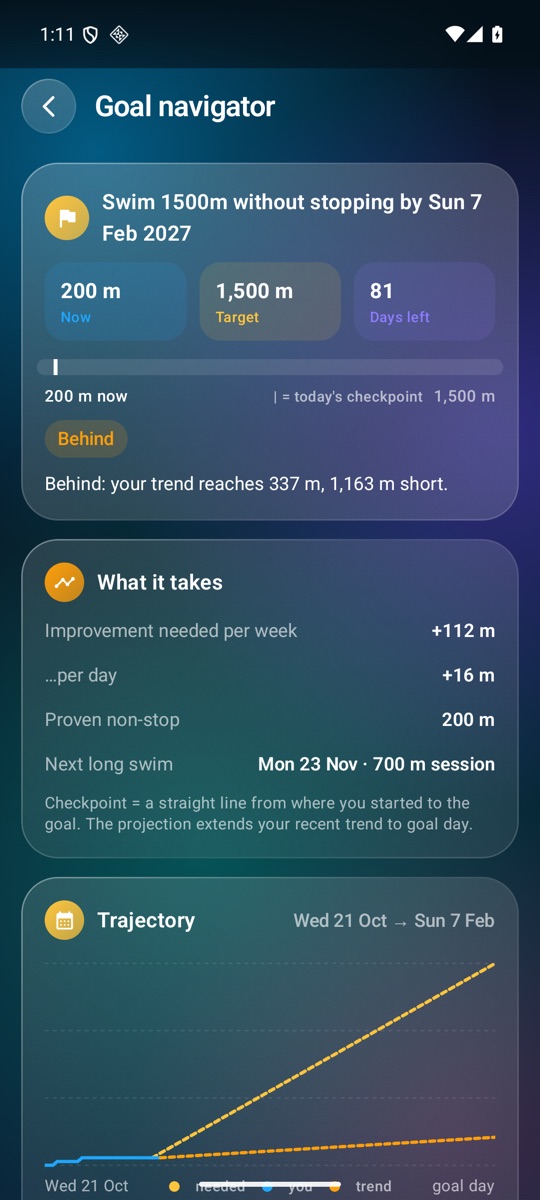 1:11
Goal navigator
Swim 1500m without stopping by Sun 7
Feb 2027
200 m
Now
1,500 m
Target
81
Days left
200 m now
| = today's checkpoint 1,500 m
Behind
Behind: your trend reaches 337 m, 1,163 m short.
What it takes
Improvement needed per week +112 m
…per day +16 m
Proven non-stop 200 m
Next long swim Mon 23 Nov · 700 m session
Checkpoint = a straight line from where you started to the
goal. The projection extends your recent trend to goal day.
Trajectory Wed 21 Oct → Sun 7 Feb
Wed 21 Oct needed you trend goal day